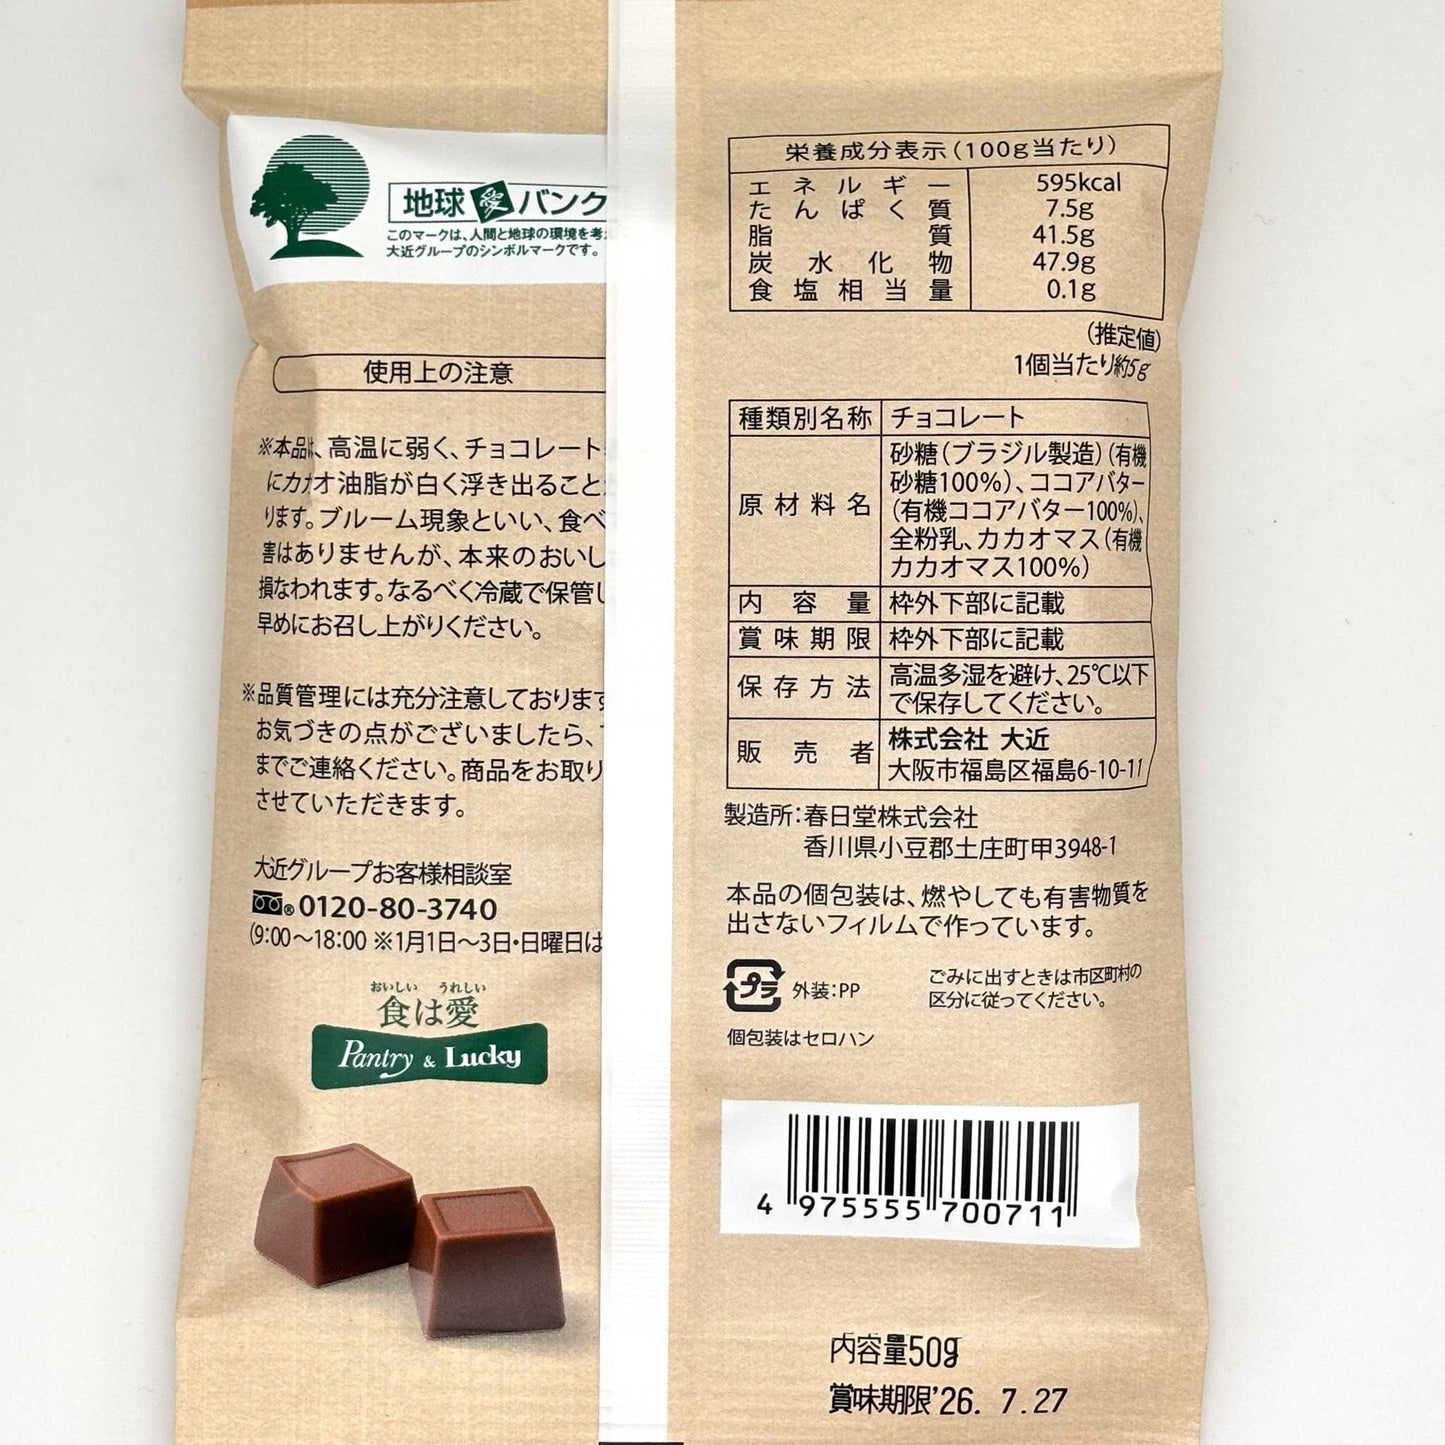 地球愛バンク
このマークは、人間と地球の環境を考
大近グループのシンボルマークです。
使用上の注意
※本品は、高温に弱く、チョコレート
にカカオ油脂が白く浮き出ること
ります。ブルーム現象といい、食べ
害はありませんが、本来のおいし
損なわれます。なるべく冷蔵で保管し
早めにお召し上がりください。
※品質管理には充分注意しております
お気づきの点がございましたら、
までご連絡ください。商品をお取り
させていただきます。
大近グループお客様相談室
®0120-80-3740
(9:00〜18:00 ※1月1日〜3日・日曜日は
おいしい うれしい
食は愛
Pantry & Lucky
栄養成分表示(100g当たり)
エネルギー 595kcal
たんぱく質 7.5g
脂質 41.5g
炭水化物 47.9g
食塩相当量 0.1g
(推定値)
1個当たり約5g
種類別名称 チョコレート
原材料名 砂糖(ブラジル製造)(有機
砂糖100%)、ココアバター
(有機ココアバター100%)、
全粉乳、カカオマス(有機
カカオマス100%)
内容量 枠外下部に記載
賞味期限 枠外下部に記載
保存方法 高温多湿を避け、25℃以下
で保存してください。
販売者 株式会社 大近
大阪市福島区福島6-10-11
製造所:春日堂株式会社
香川県小豆郡土庄町甲3948-1
本品の個包装は、燃やしても有害物質を
出さないフィルムで作っています。
プラ 外装:PP
ごみに出すときは市区町村の
区分に従ってください。
個包装はセロハン
4 975555 700711
内容量50g
賞味期限'26. 7.27